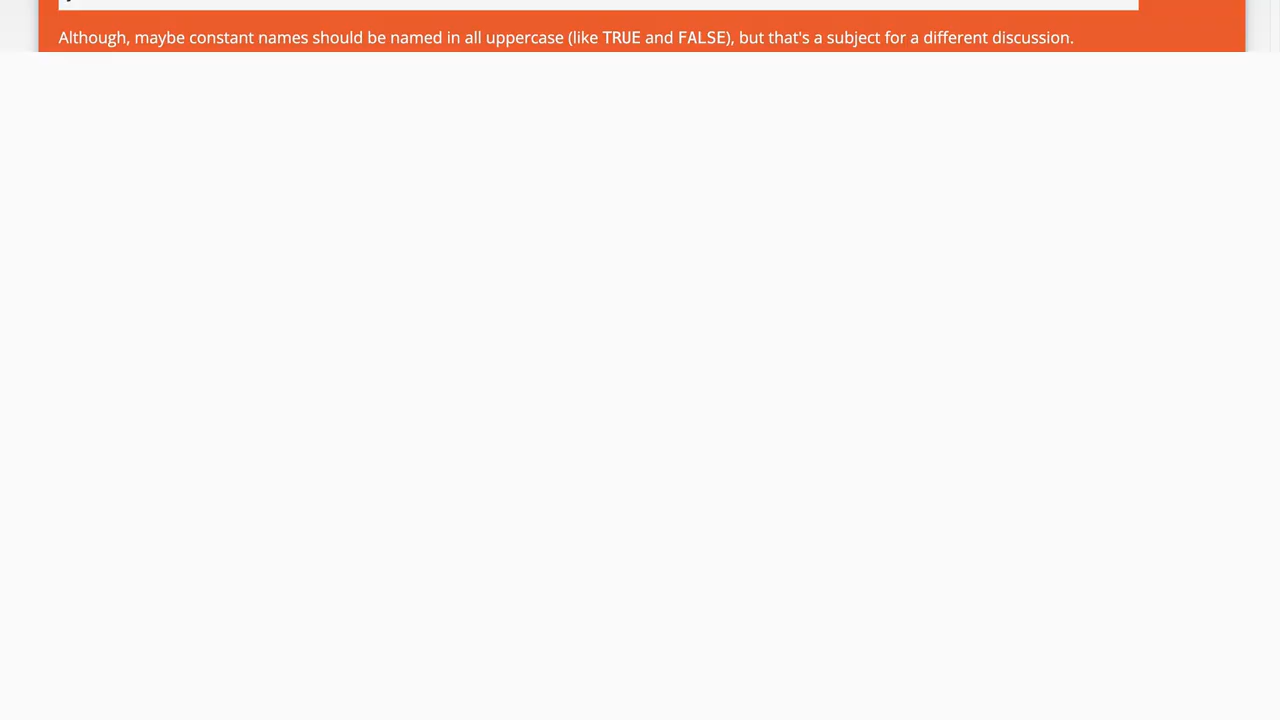 Although, maybe constant names should be named in all uppercase (like TRUE and FALSE), but that's a subject for a different discussion.